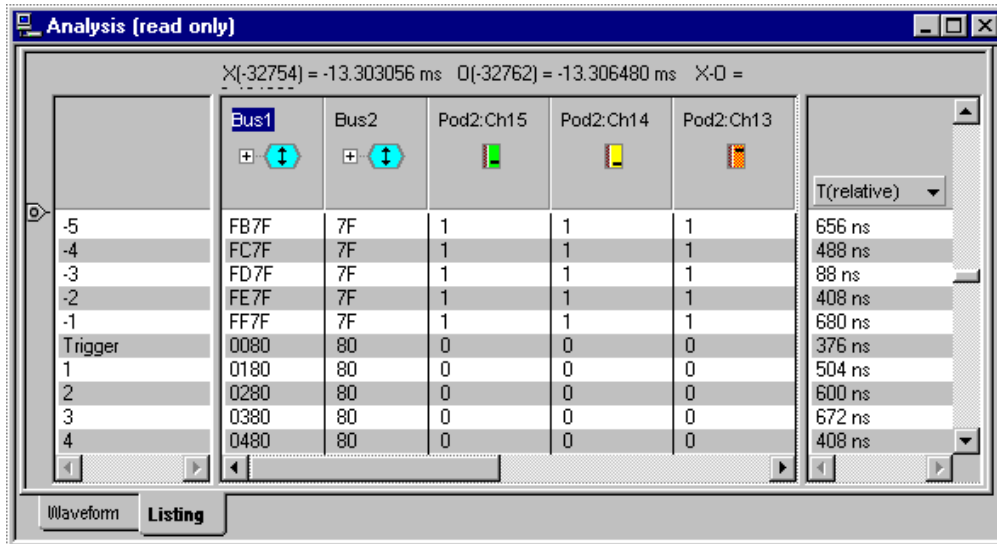 Analysis (read only)
X(-32754) = -13.303056 ms O(-32762) = -13.306480 ms X-O =
Bus1 Bus2 Pod2:Ch15 Pod2:Ch14 Pod2:Ch13
T(relative)
-5 FB7F 7F 1 1 1 656 ns
-4 FC7F 7F 1 1 1 488 ns
-3 FD7F 7F 1 1 1 88 ns
-2 FE7F 7F 1 1 1 408 ns
-1 FF7F 7F 1 1 1 680 ns
Trigger 0080 80 0 0 0 376 ns
1 0180 80 0 0 0 504 ns
2 0280 80 0 0 0 600 ns
3 0380 80 0 0 0 672 ns
4 0480 80 0 0 0 408 ns
Waveform Listing